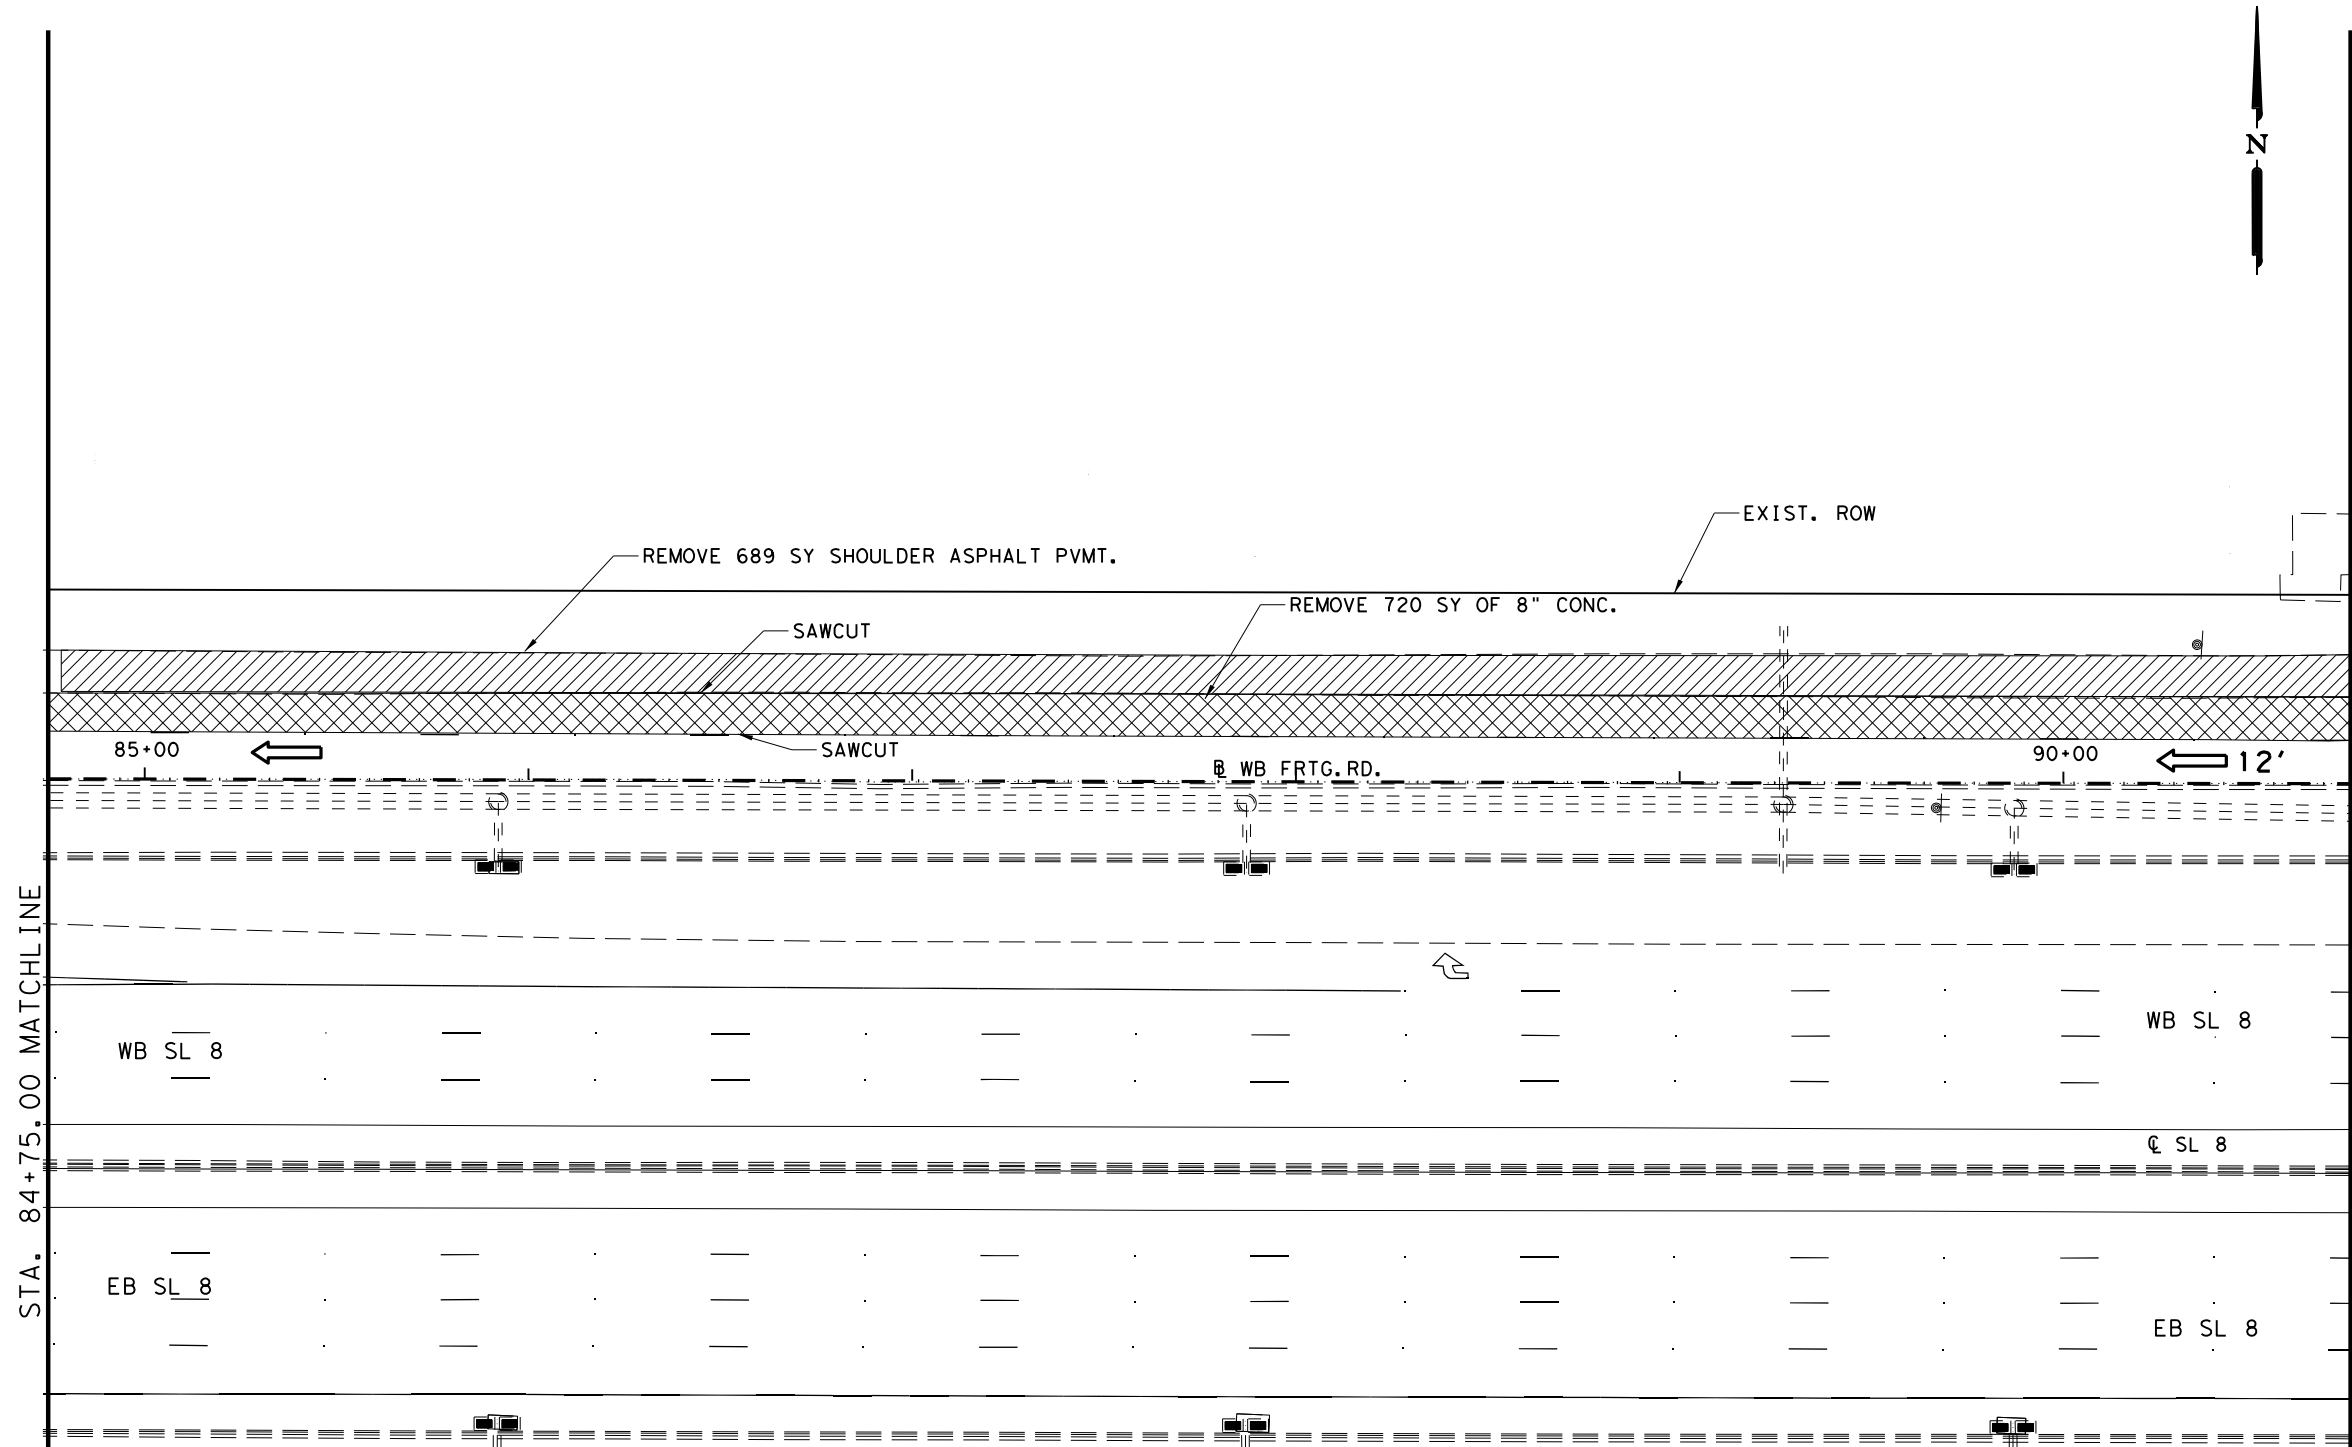 N
EXIST. ROW
REMOVE 689 SY SHOULDER ASPHALT PVMT.
REMOVE 720 SY OF 8" CONC.
SAWCUT
85+00
SAWCUT
90+00
12'
℄ WB FRTG.RD.
STA. 84+75.00 MATCHLINE
WB SL 8
WB SL 8
℄ SL 8
EB SL 8
EB SL 8